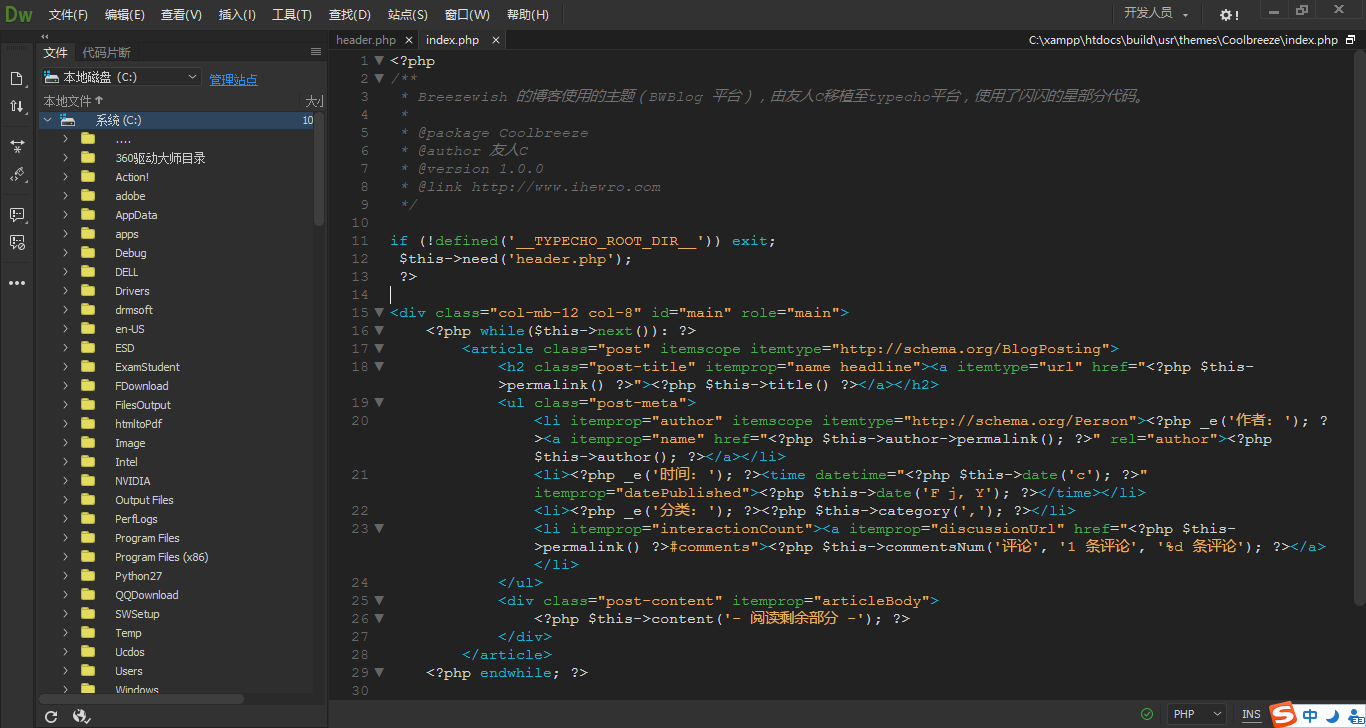 Dw 文件(F) 编辑(E) 查看(V) 插入(I) 工具(T) 查找(D) 站点(S) 窗口(W) 帮助(H) 开发人员
文件 代码片断
本地磁盘 (C:) 管理站点
本地文件↑ 大小
系统 (C:) 10
....
360驱动大师目录
Action!
adobe
AppData
apps
Debug
DELL
Drivers
drmsoft
en-US
ESD
ExamStudent
FDownload
FilesOutput
htmltoPdf
Image
Intel
NVIDIA
Output Files
PerfLogs
Program Files
Program Files (x86)
Python27
QQDownload
SWSetup
Temp
Ucdos
Users
Windows
header.php × index.php × C:\xampp\htdocs\build\usr\themes\Coolbreeze\index.php
1 <?php
2 /**
3 * Breezewish 的博客使用的主题（BWBlog 平台），由友人C移植至typecho平台，使用了闪闪的星部分代码。
4 *
5 * @package Coolbreeze
6 * @author 友人C
7 * @version 1.0.0
8 * @link http://www.ihewro.com
9 */
10
11 if (!defined('__TYPECHO_ROOT_DIR__')) exit;
12 $this->need('header.php');
13 ?>
14
15 <div class="col-mb-12 col-8" id="main" role="main">
16 <?php while($this->next()): ?>
17 <article class="post" itemscope itemtype="http://schema.org/BlogPosting">
18 <h2 class="post-title" itemprop="name headline"><a itemtype="url" href="<?php $this-
>permalink() ?>"><?php $this->title() ?></a></h2>
19 <ul class="post-meta">
20 <li itemprop="author" itemscope itemtype="http://schema.org/Person"><?php _e('作者: '); ?
><a itemprop="name" href="<?php $this->author->permalink(); ?>" rel="author"><?php
$this->author(); ?></a></li>
21 <li><?php _e('时间: '); ?><time datetime="<?php $this->date('c'); ?>"
itemprop="datePublished"><?php $this->date('F j, Y'); ?></time></li>
22 <li><?php _e('分类: '); ?><?php $this->category(','); ?></li>
23 <li itemprop="interactionCount"><a itemprop="discussionUrl" href="<?php $this-
>permalink() ?>#comments"><?php $this->commentsNum('评论', '1 条评论', '%d 条评论'); ?></a>
</li>
24 </ul>
25 <div class="post-content" itemprop="articleBody">
26 <?php $this->content('- 阅读剩余部分 -'); ?>
27 </div>
28 </article>
29 <?php endwhile; ?>
30
PHP INS S 中